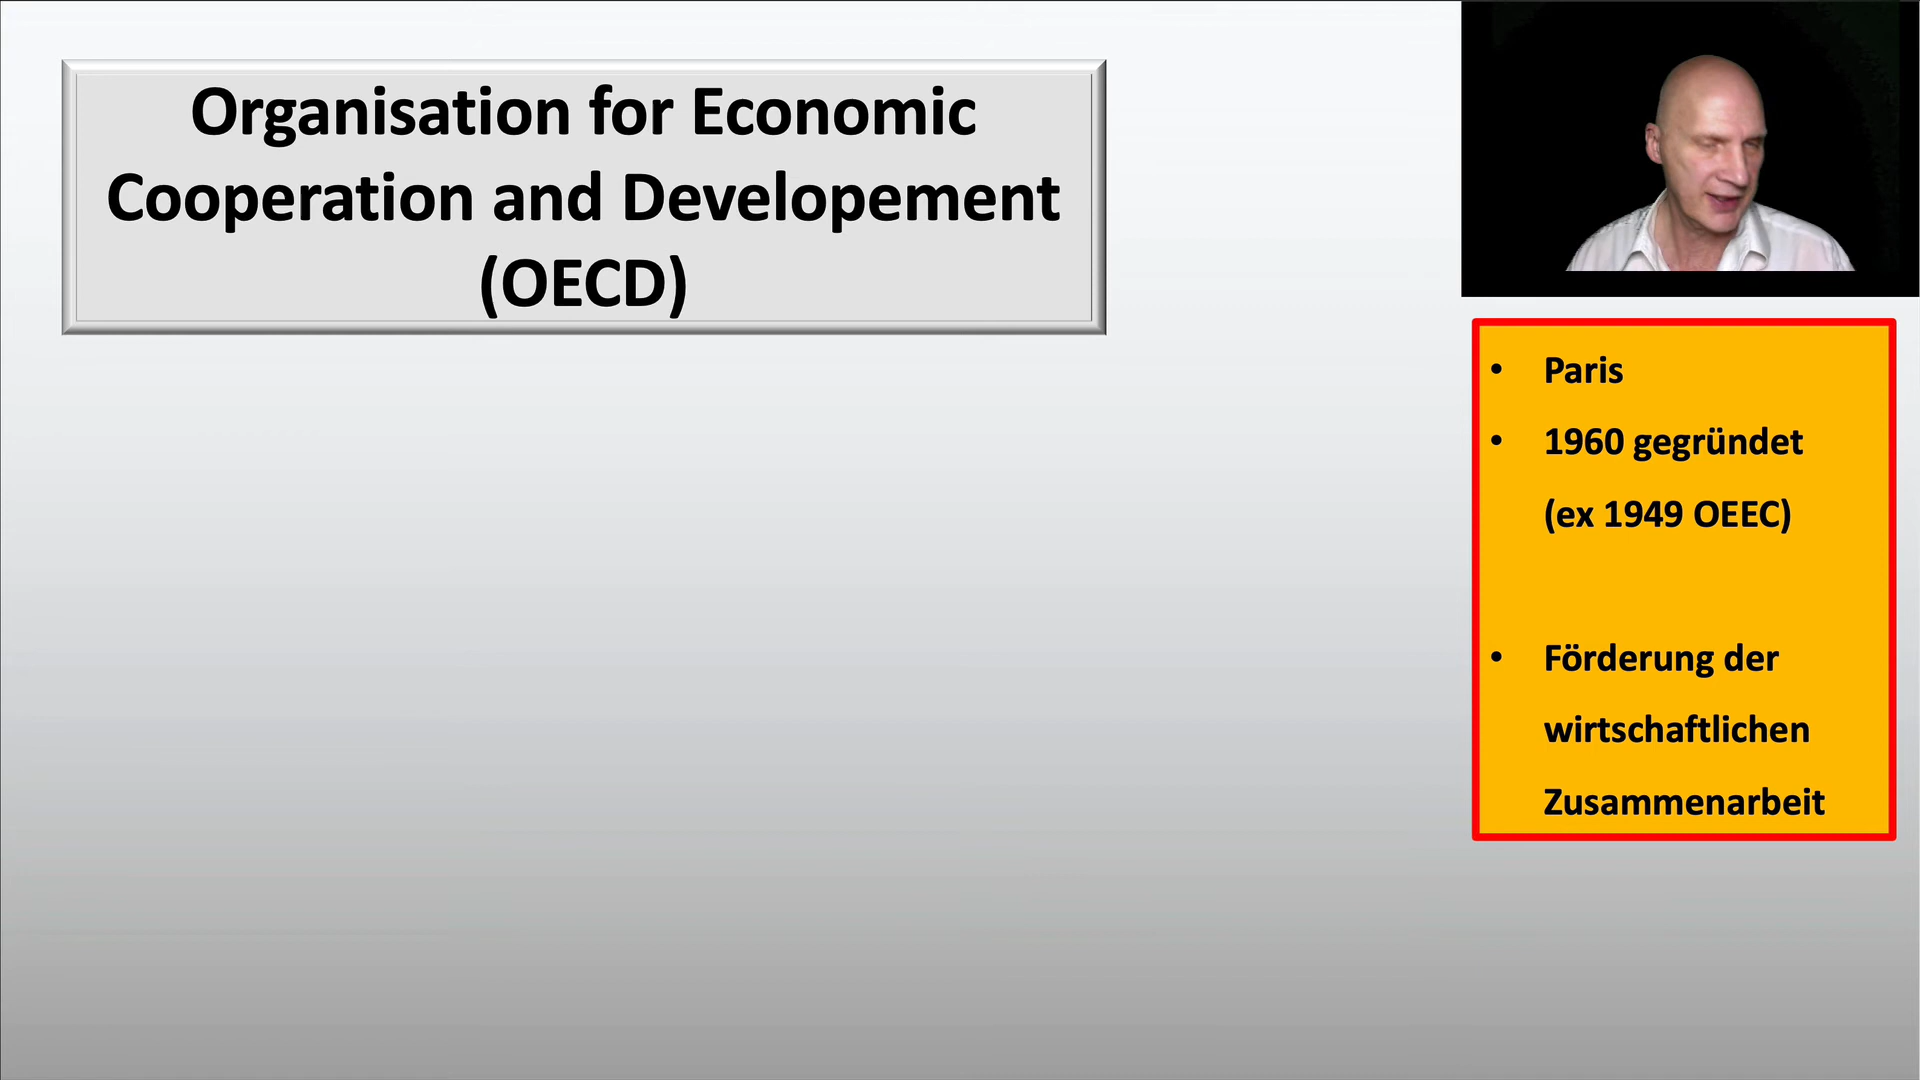 Organisation for Economic
Cooperation and Developement
(OECD)
• Paris
• 1960 gegründet
(ex 1949 OEEC)
• Förderung der
wirtschaftlichen
Zusammenarbeit